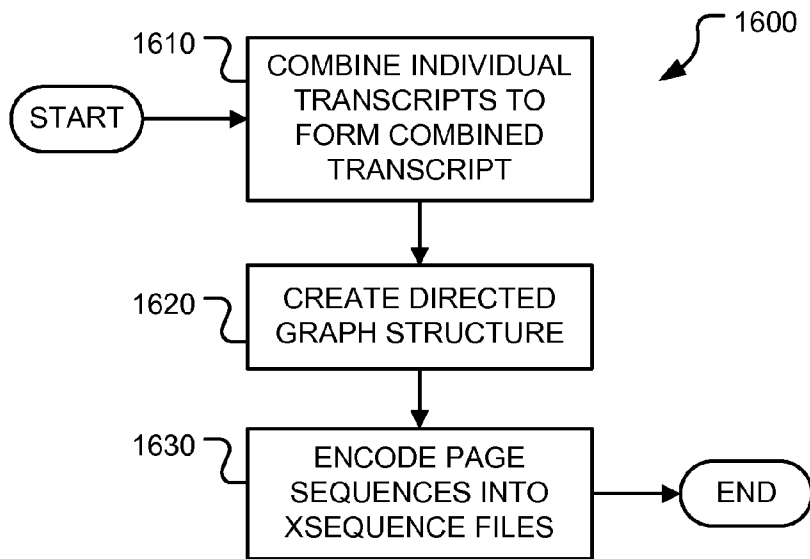 1600
1610
START
COMBINE INDIVIDUAL
TRANSCRIPTS TO
FORM COMBINED
TRANSCRIPT
1620
CREATE DIRECTED
GRAPH STRUCTURE
1630
ENCODE PAGE
SEQUENCES INTO
XSEQUENCE FILES
END